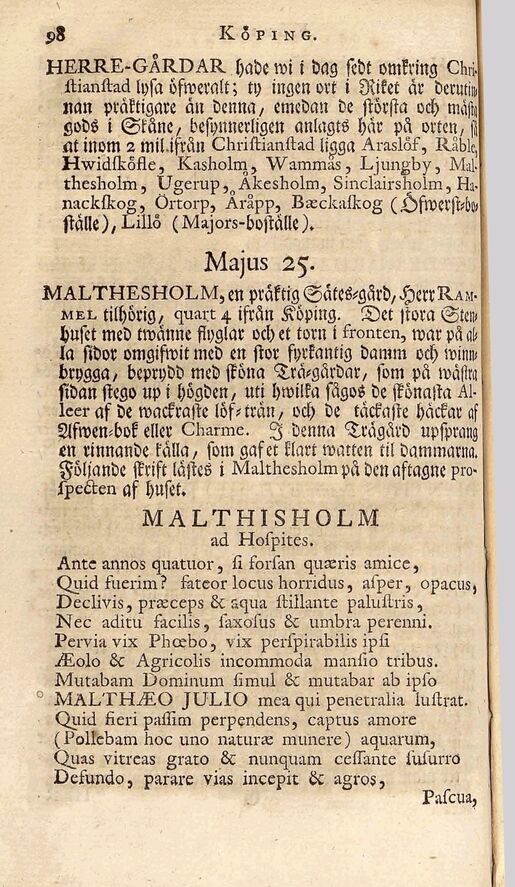 98 KÖPING.
HERRE-GÅRDAR hade wi i dag sedt omkring Chri-
stianstad lysa öfweralt; ty ingen ort i Riket är derutin-
nan präktigare än denna, emedan de största och mäst
gods i Skåne, besynnerligen anlagts här på orten, så
at inom 2 mil ifrån Christianstad ligga Araslöf, Råble,
Hwidsköfle, Kasholm, Wammås, Ljungby, Mal-
thesholm, Ugerup, Åkesholm, Sinclairsholm, Ha-
nackskog, Örtorp, Åräpp, Bæckaskog (Öfwerst-bo-
ställe), Lillö (Majors-boställe).
Majus 25.
MALTHESHOLM, en präktig Sätes-gård, Herr RAM-
MEL tilhörig, quart 4 ifrån Köping. Det stora Sten-
huset med twänne flyglar och et torn i fronten, war på al-
la sidor omgifwit med en stor fyrkantig damm och winn-
brygga, beprydd med sköna Trä-gårdar, som på wästra
sidan stego up i högden, uti hwilka sågos de skönasta Al-
leer af de wackraste löf-trän, och de täckaste häckar af
Afwen-bok eller Charme. I denna Trägård upsprang
en rinnande källa, som gaf et klart watten til dammarna.
Följande skrift lästes i Malthesholm på den aftagne pro-
specten af huset.
MALTHISHOLM
ad Hospites.
Ante annos quatuor, si forsan quæris amice,
Quid fuerim? fateor locus horridus, asper, opacus,
Declivis, præceps & aqua stillante palustris,
Nec aditu facilis, saxosus & umbra perenni.
Pervia vix Phœbo, vix perspirabilis ipsi
Æolo & Agricolis incommoda mansio tribus.
Mutabam Dominum simul & mutabar ab ipso
MALTHÆO JULIO mea qui penetralia lustrat.
Quid fieri passim perpendens, captus amore
(Pollebam hoc uno naturæ munere) aquarum,
Quas vitreas grato & nunquam cessante susurro
Defundo, parare vias incepit & agros,
Pascua,